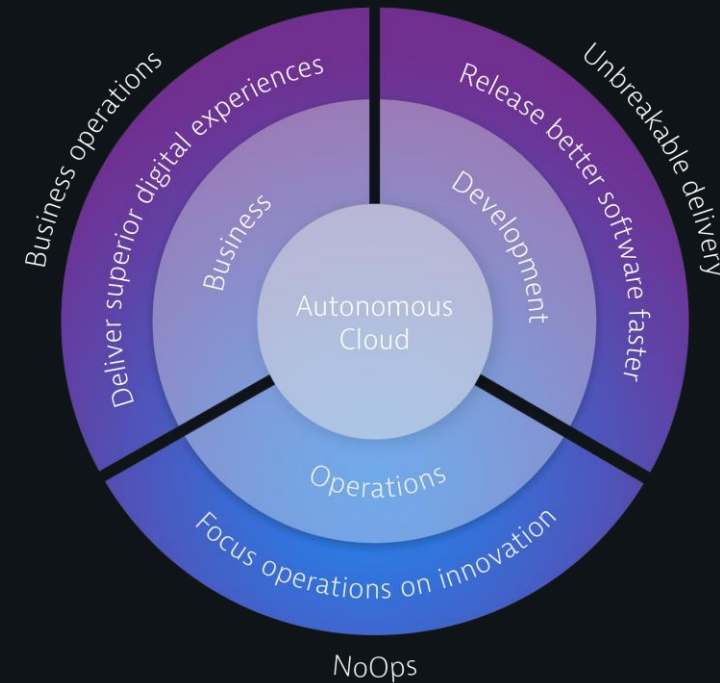 Business operations
Deliver superior digital experiences
Business
Unbreakable delivery
Release better software faster
Development
Autonomous
Cloud
Operations
Focus operations on innovation
NoOps